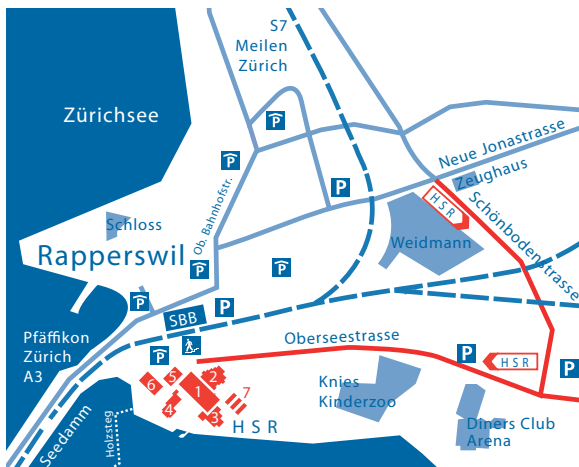 S7
Meilen
Zürich
Zürichsee
P
P
P
Neue Jonastrasse
Zeughaus
HSR
Schönbodenstrasse
Ob. Bahnhofstr.
Schloss
Rapperswil
Weidmann
P
P
P
SBB
Pfäffikon
Zürich
A3
Oberseestrasse
P
P
HSR
P
5
2
6
1
7
4
3
HSR
Knies
Kinderzoo
Diners Club
Arena
Seedamm
Holzsteg